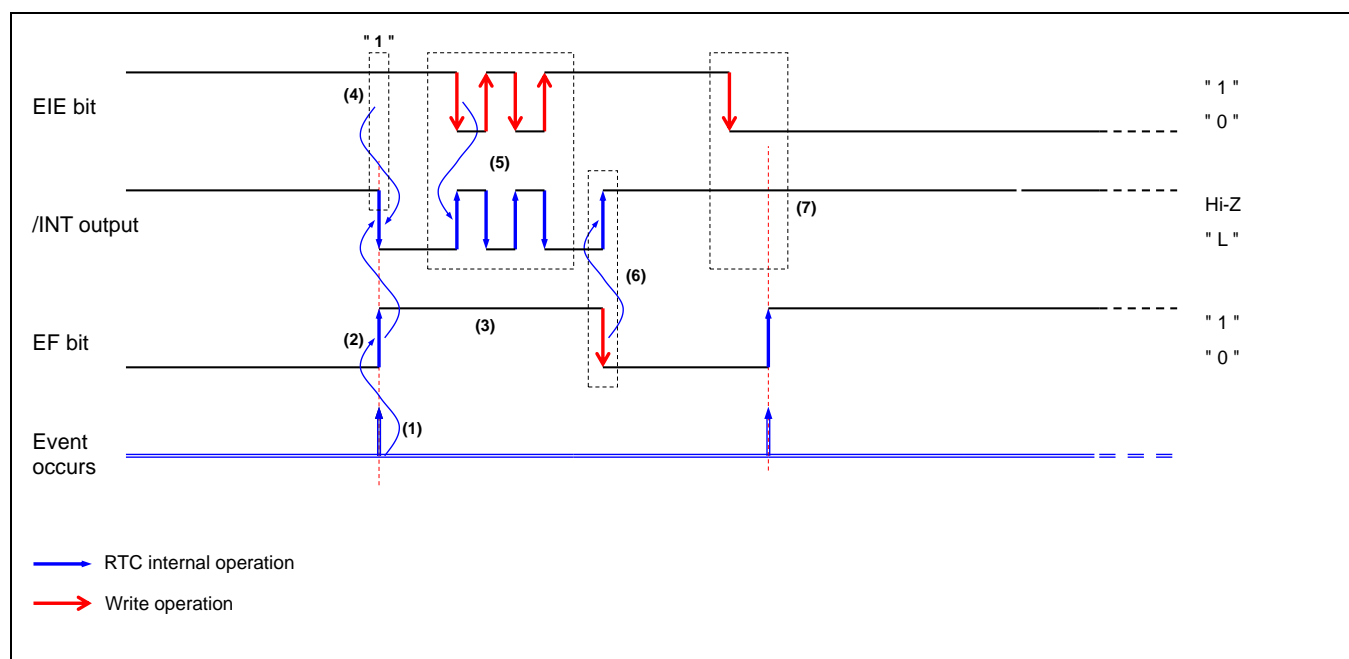 " 1 "
EIE bit
(4)
" 1 "
" 0 "
(5)
/INT output
(7)
Hi-Z
" L "
(6)
EF bit
(2)
(3)
" 1 "
" 0 "
(1)
Event
occurs
RTC internal operation
Write operation